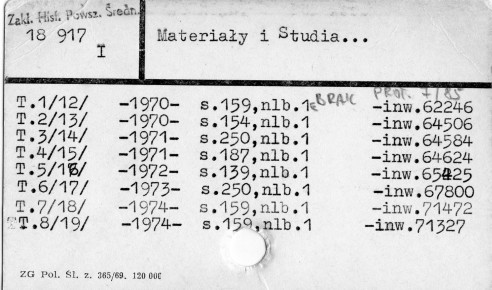 Zakł. Hist. Powsz. Średn.
18 917
I
Materiały i Studia...
BRAK PROT. 7/85
T.1/12/ -1970- s.159,nlb.1 -inw.62246
T.2/13/ -1970- s.154,nlb.1 -inw.64506
T.3/14/ -1971- s.250,nlb.1 -inw.64584
T.4/15/ -1971- s.187,nlb.1 -inw.64624
T.5/16/ -1972- s.139,nlb.1 -inw.65425
T.6/17/ -1973- s.250,nlb.1 -inw.67800
T.7/18/ -1974- s.159,nlb.1 -inw.71472
T.8/19/ -1974- s.159,nlb.1 -inw.71327
ZG Pol. Śl. z. 365/69. 120 000